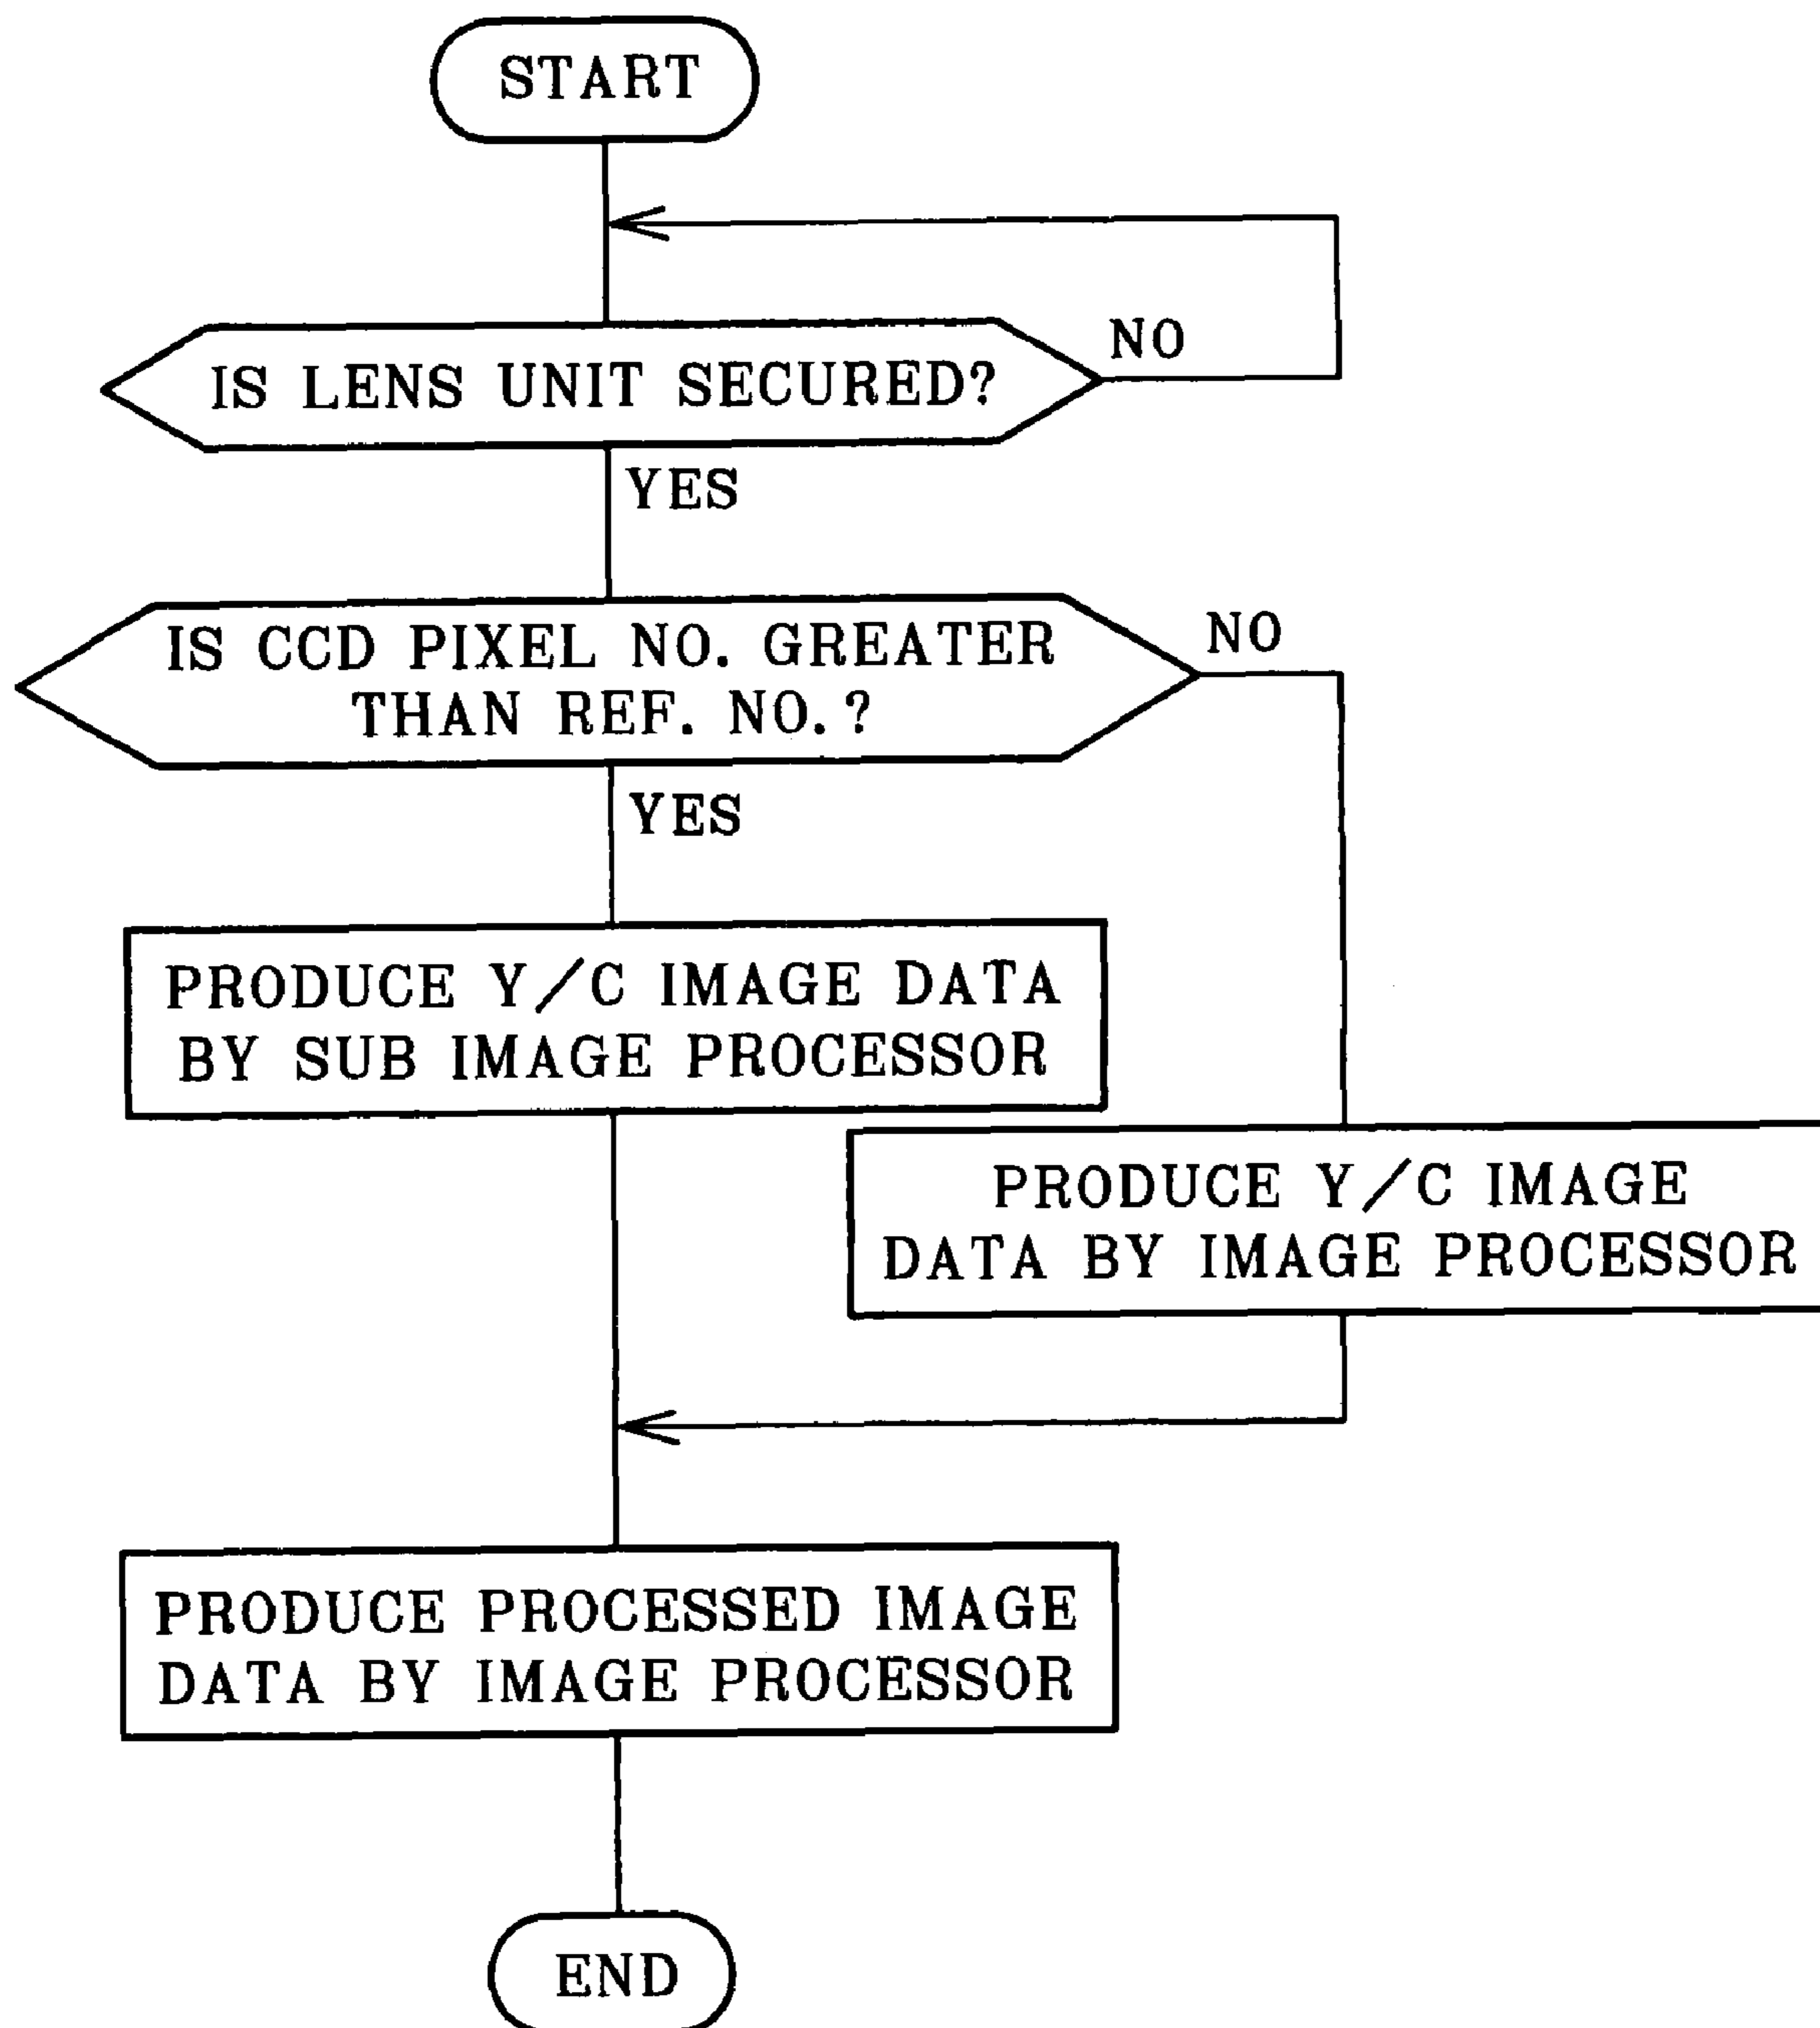 START
IS LENS UNIT SECURED?
NO
YES
IS CCD PIXEL NO. GREATER
THAN REF. NO.?
NO
YES
PRODUCE Y/C IMAGE DATA
BY SUB IMAGE PROCESSOR
PRODUCE Y/C IMAGE
DATA BY IMAGE PROCESSOR
PRODUCE PROCESSED IMAGE
DATA BY IMAGE PROCESSOR
END